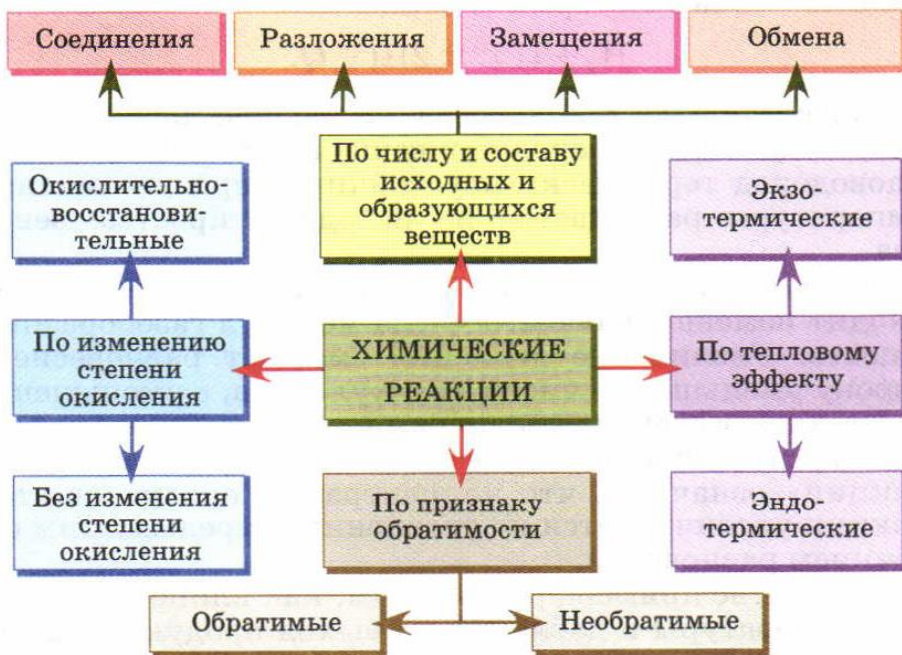 Соединения
Разложения
Замещения
Обмена
По числу и составу
исходных и
образующихся
веществ
Окислительно-
восстанови-
тельные
Экзо-
термические
По изменению
степени
окисления
ХИМИЧЕСКИЕ
РЕАКЦИИ
По тепловому
эффекту
Без изменения
степени
окисления
По признаку
обратимости
Эндо-
термические
Обратимые
Необратимые